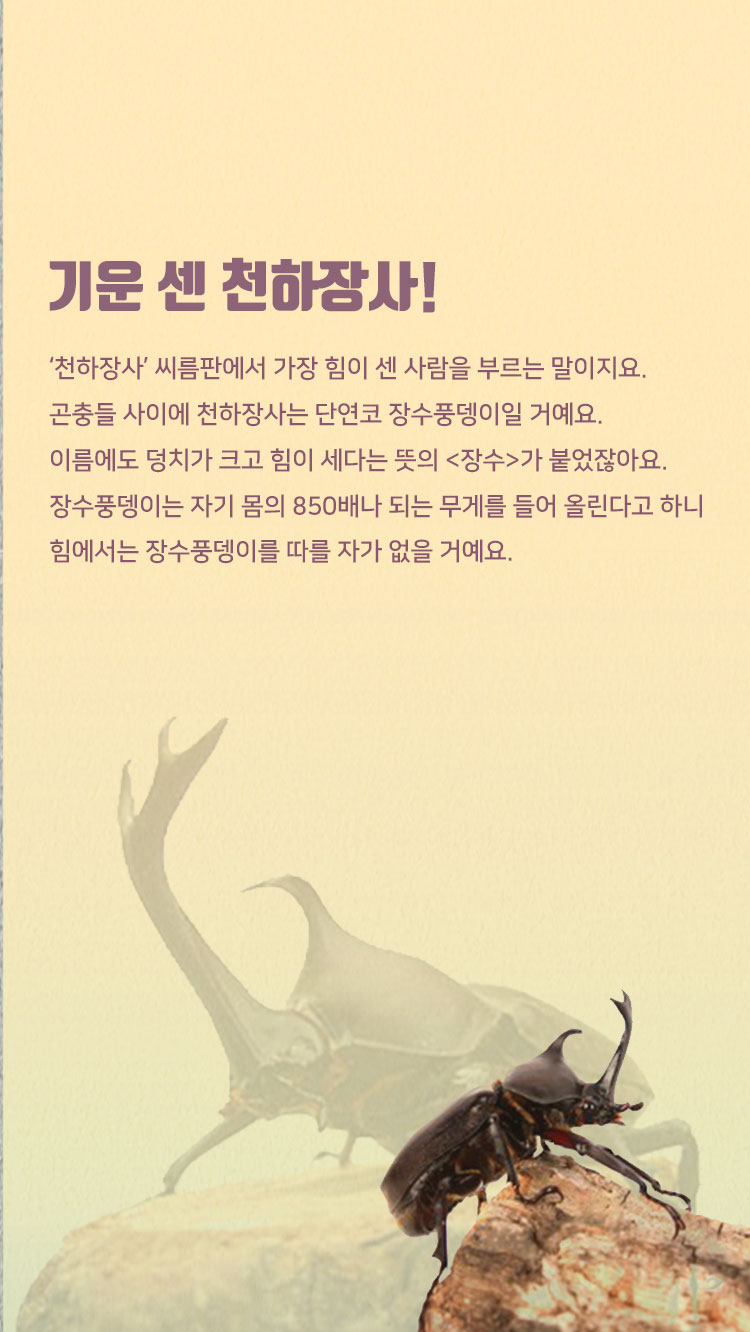 기운 센 천하장사!
‘천하장사’ 씨름판에서 가장 힘이 센 사람을 부르는 말이지요.
곤충들 사이에 천하장사는 단연코 장수풍뎅이일 거예요.
이름에도 덩치가 크고 힘이 세다는 뜻의 <장수>가 붙었잖아요.
장수풍뎅이는 자기 몸의 850배나 되는 무게를 들어 올린다고 하니
힘에서는 장수풍뎅이를 따를 자가 없을 거예요.